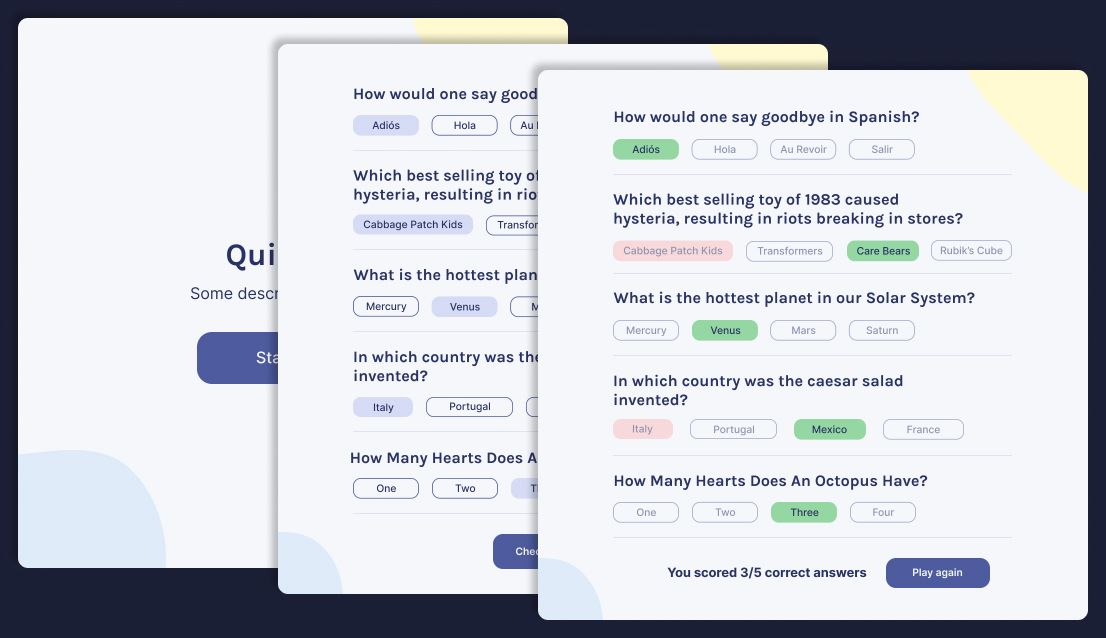 Qui
Some descr
Sta
How would one say good
Adiós Hola Au
Which best selling toy of
hysteria, resulting in rio
Cabbage Patch Kids Transfor
What is the hottest plan
Mercury Venus M
In which country was the
invented?
Italy Portugal
How Many Hearts Does A
One Two T
Chec
How would one say goodbye in Spanish?
Adiós Hola Au Revoir Salir
Which best selling toy of 1983 caused
hysteria, resulting in riots breaking in stores?
Cabbage Patch Kids Transformers Care Bears Rubik's Cube
What is the hottest planet in our Solar System?
Mercury Venus Mars Saturn
In which country was the caesar salad
invented?
Italy Portugal Mexico France
How Many Hearts Does An Octopus Have?
One Two Three Four
You scored 3/5 correct answers Play again